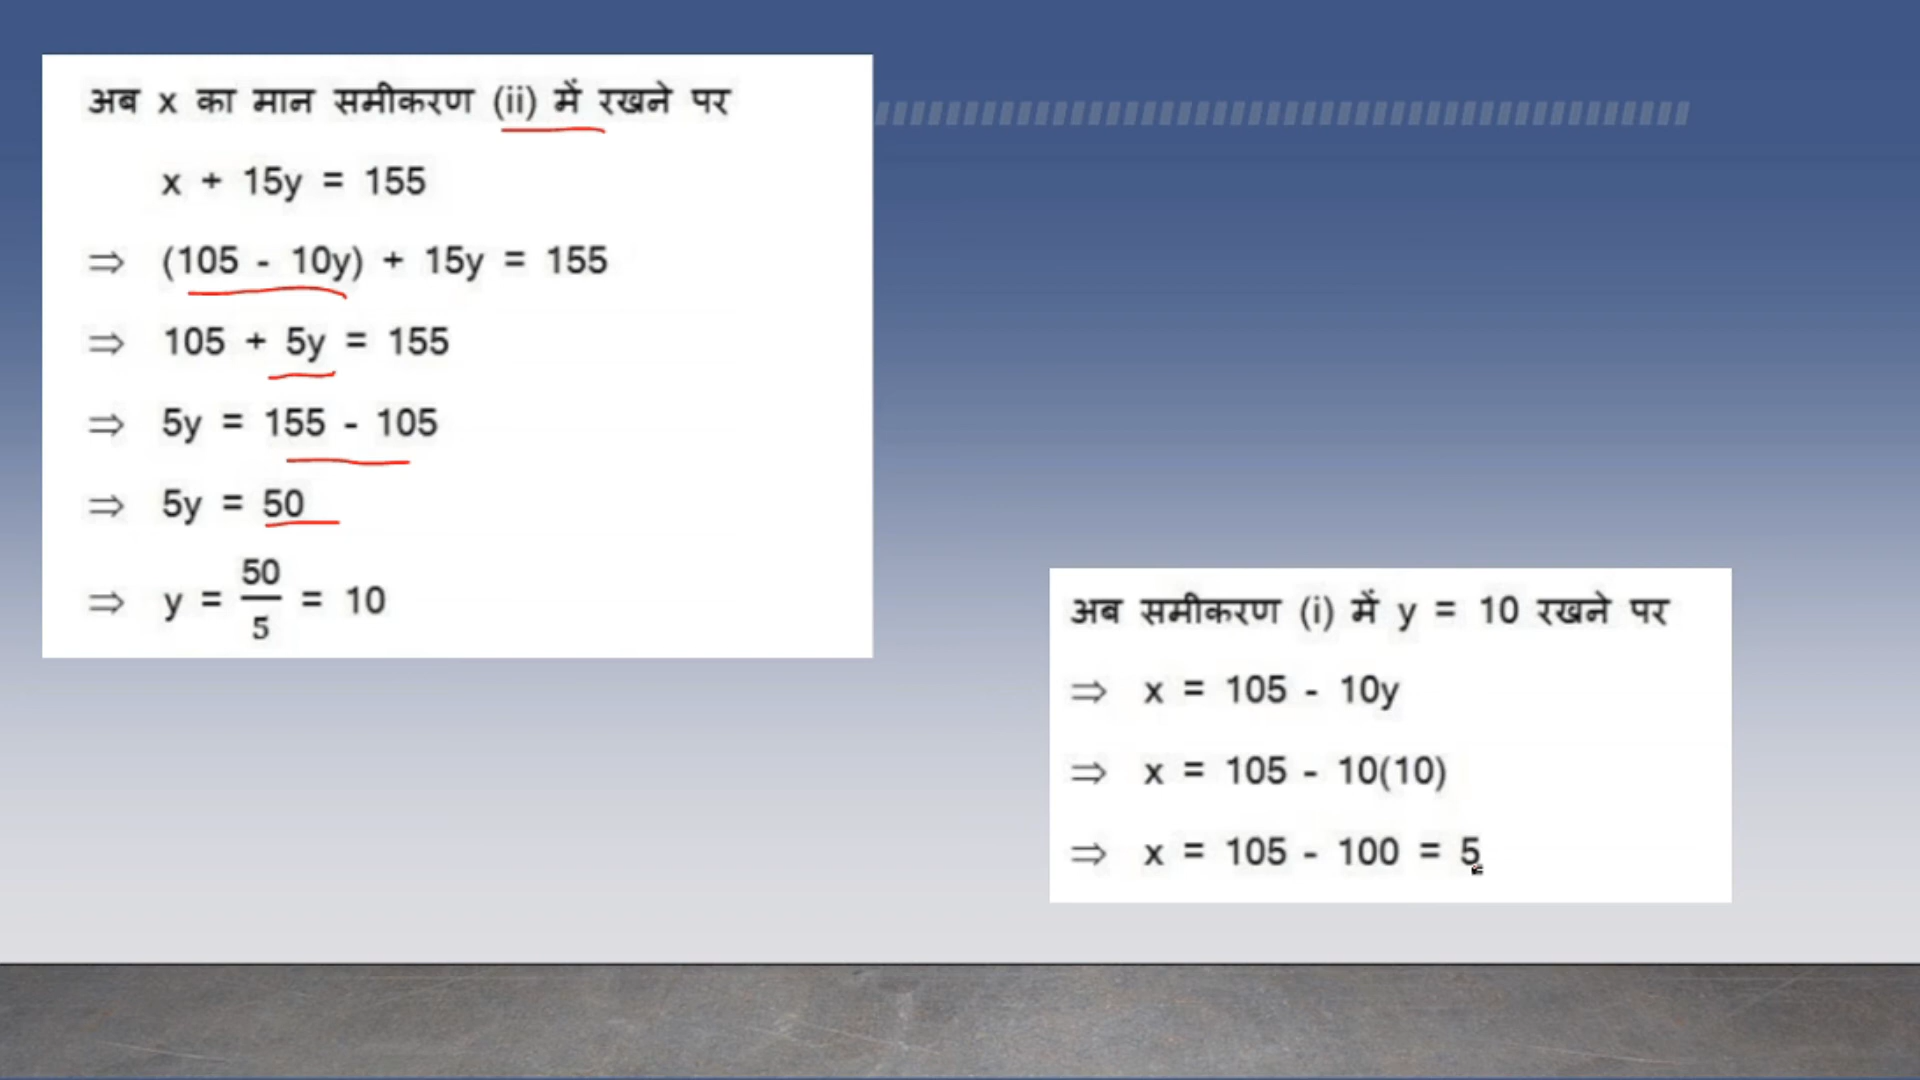 अब x का मान समीकरण (ii) में रखने पर
x + 15y = 155
⇒ (105 - 10y) + 15y = 155
⇒ 105 + 5y = 155
⇒ 5y = 155 - 105
⇒ 5y = 50
⇒ y = 50/5 = 10
अब समीकरण (i) में y = 10 रखने पर
⇒ x = 105 - 10y
⇒ x = 105 - 10(10)
⇒ x = 105 - 100 = 5